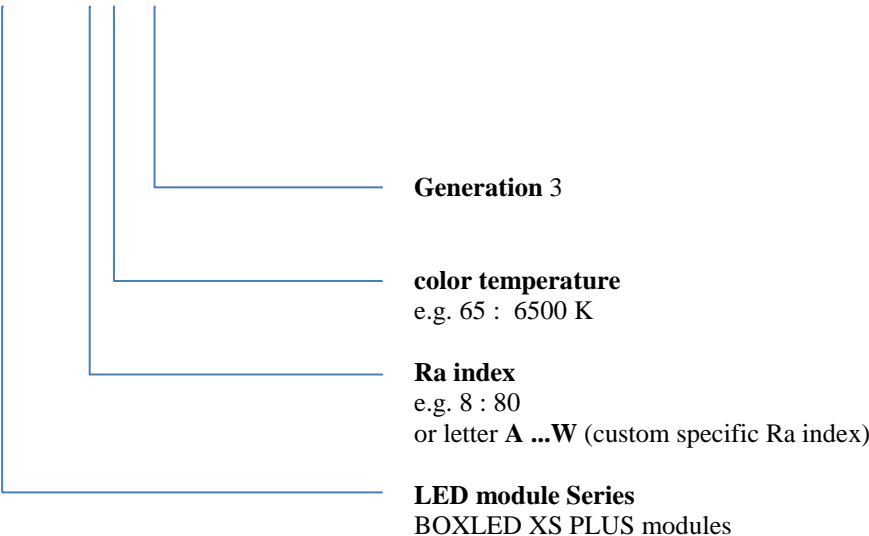 Generation 3
color temperature
e.g. 65 : 6500 K
Ra index
e.g. 8 : 80
or letter A ...W (custom specific Ra index)
LED module Series
BOXLED XS PLUS modules